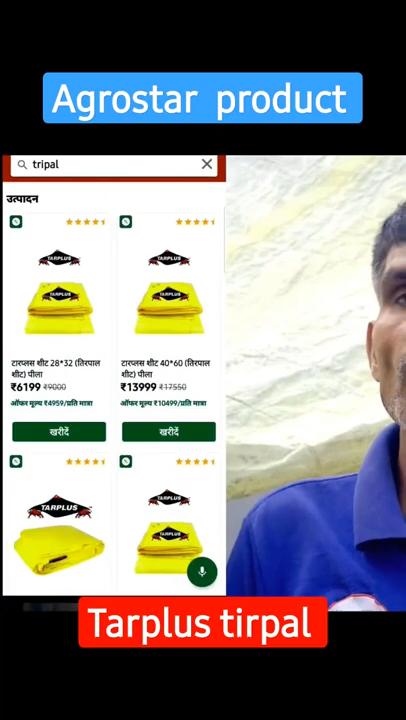 Agrostar product
tripal
उत्पादन
TARPLUS
TARPLUS
TARPLUS
TARPLUS
टारप्लस शीट 28*32 (तिरपाल
शीट) पीला
₹6199 ₹9000
ऑफर मूल्य ₹4959/प्रति मात्रा
खरीदें
टारप्लस शीट 40*60 (तिरपाल
शीट) पीला
₹13999 ₹17550
ऑफर मूल्य ₹10499/प्रति मात्रा
खरीदें
TARPLUS
TARPLUS
TARPLUS
Tarplus tirpal